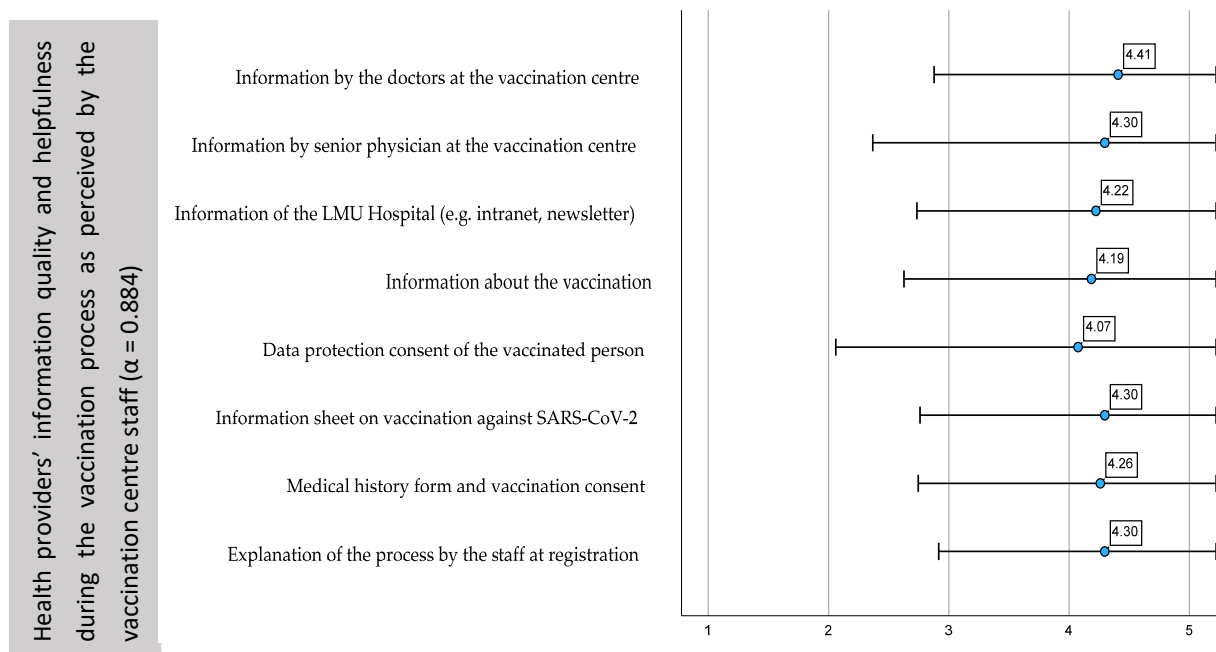 Health providers’ information quality and helpfulness
during the vaccination process as perceived by the
vaccination centre staff (α = 0.884)
Information by the doctors at the vaccination centre
4.41
Information by senior physician at the vaccination centre
4.30
Information of the LMU Hospital (e.g. intranet, newsletter)
4.22
Information about the vaccination
4.19
Data protection consent of the vaccinated person
4.07
Information sheet on vaccination against SARS-CoV-2
4.30
Medical history form and vaccination consent
4.26
Explanation of the process by the staff at registration
4.30
1 2 3 4 5